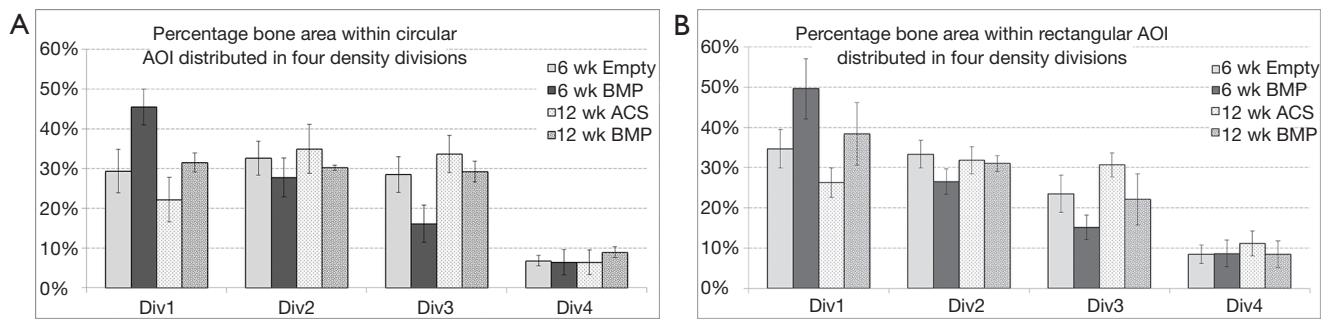 A
Percentage bone area within circular
AOI distributed in four density divisions
60%
50%
40%
30%
20%
10%
0%
6 wk Empty
6 wk BMP
12 wk ACS
12 wk BMP
Div1 Div2 Div3 Div4
B
Percentage bone area within rectangular AOI
distributed in four density divisions
60%
50%
40%
30%
20%
10%
0%
6 wk Empty
6 wk BMP
12 wk ACS
12 wk BMP
Div1 Div2 Div3 Div4